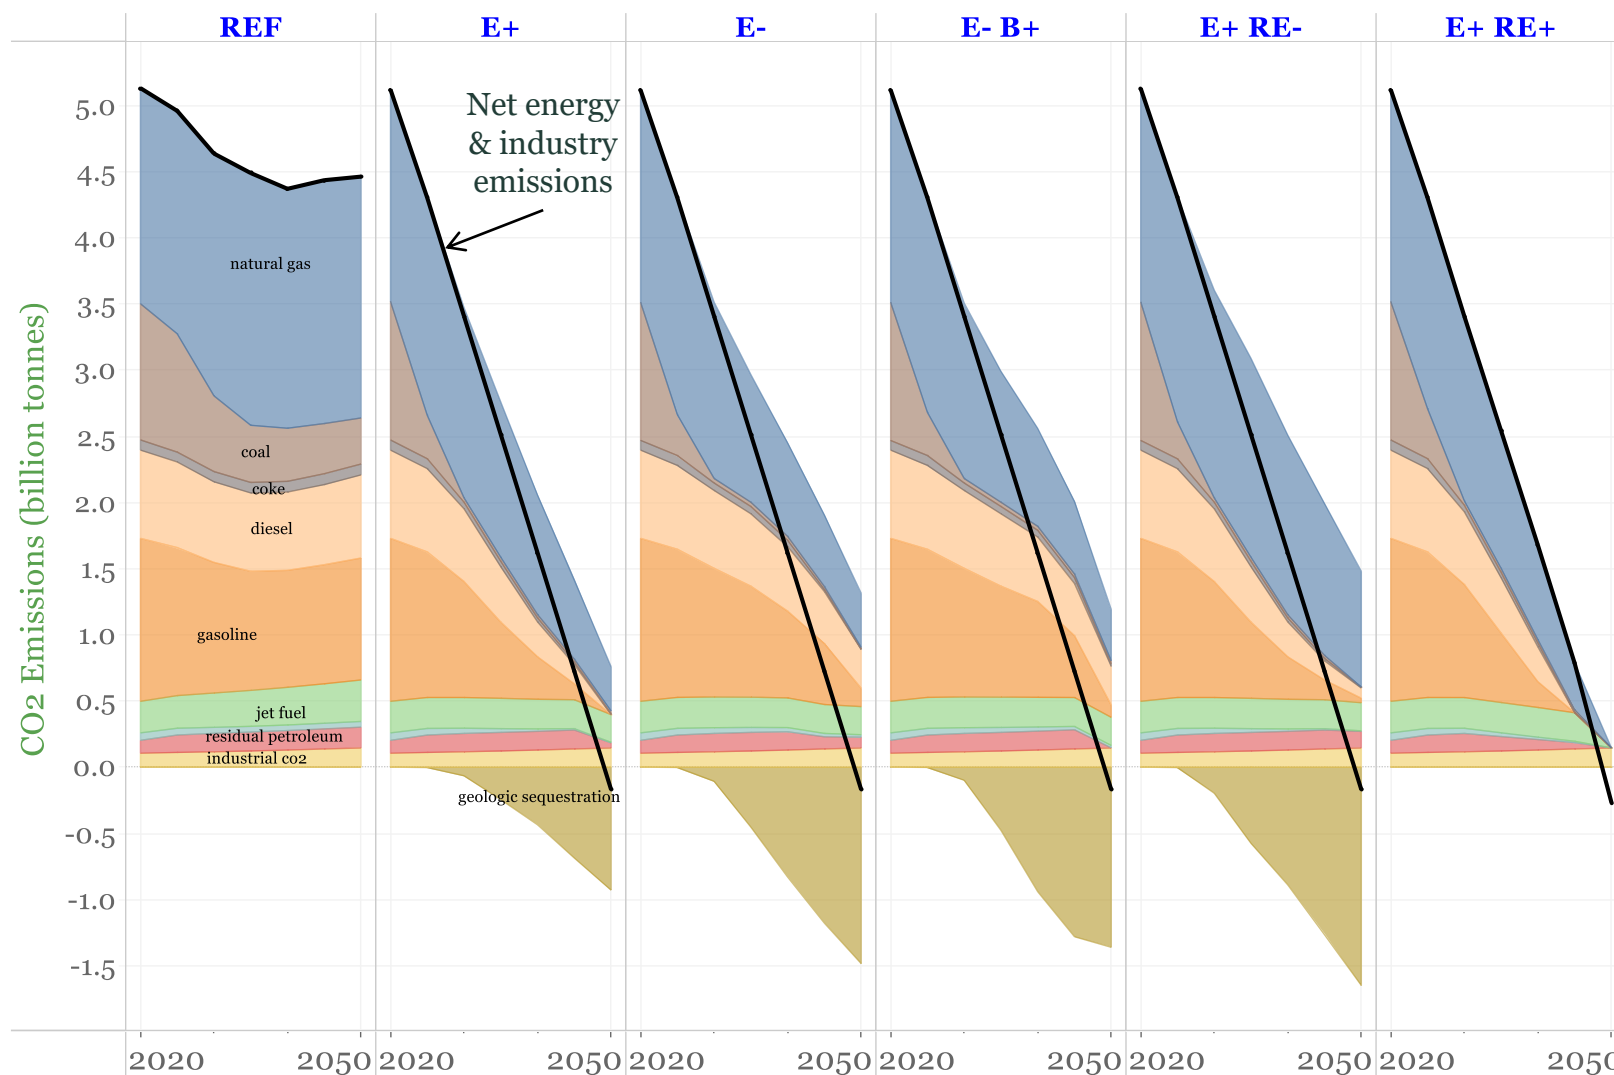 REF E+ E- E- B+ E+ RE- E+ RE+
Net energy
& industry
emissions
CO2 Emissions (billion tonnes)
5.0
4.5
4.0
3.5
3.0
2.5
2.0
1.5
1.0
0.5
0.0
-0.5
-1.0
-1.5
natural gas
coal
coke
diesel
gasoline
jet fuel
residual petroleum
industrial co2
geologic sequestration
2020 2050 2020 2050 2020 2050 2020 2050 2020 2050 2020 2050